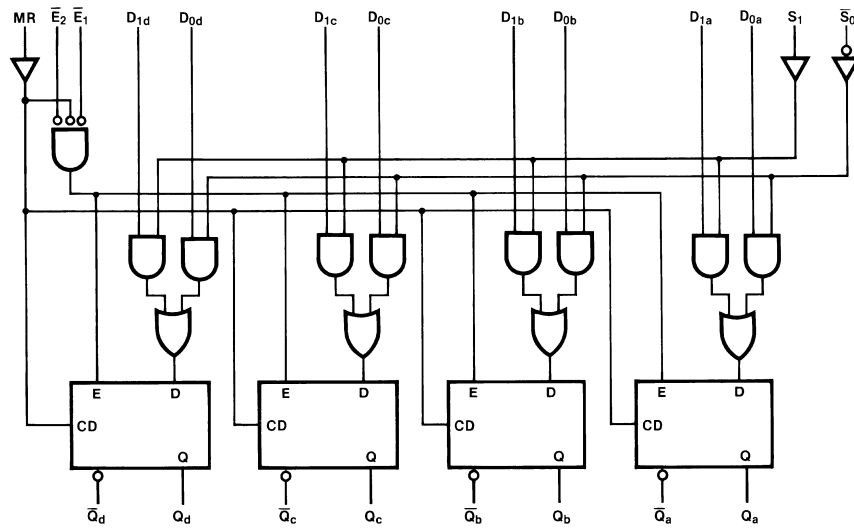 MR E̅₂ E̅₁ D₁d D₀d D₁c D₀c D₁b D₀b D₁a D₀a S₁ S̅₀
E D E D E D E D
CD CD CD CD
Q Q Q Q
Q̅d Qd Q̅c Qc Q̅b Qb Q̅a Qa